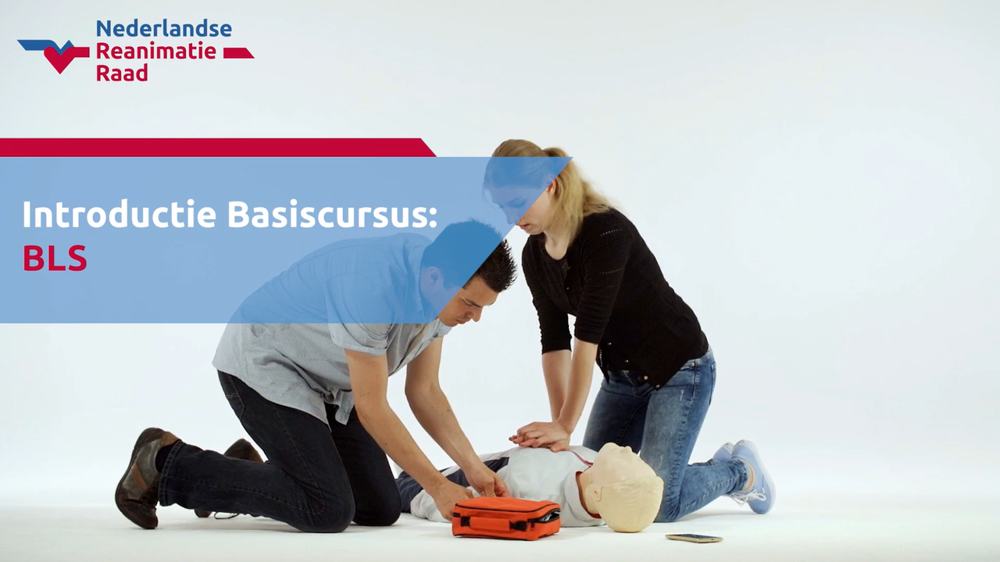 Nederlandse
Reanimatie
Raad
Introductie Basiscursus:
BLS